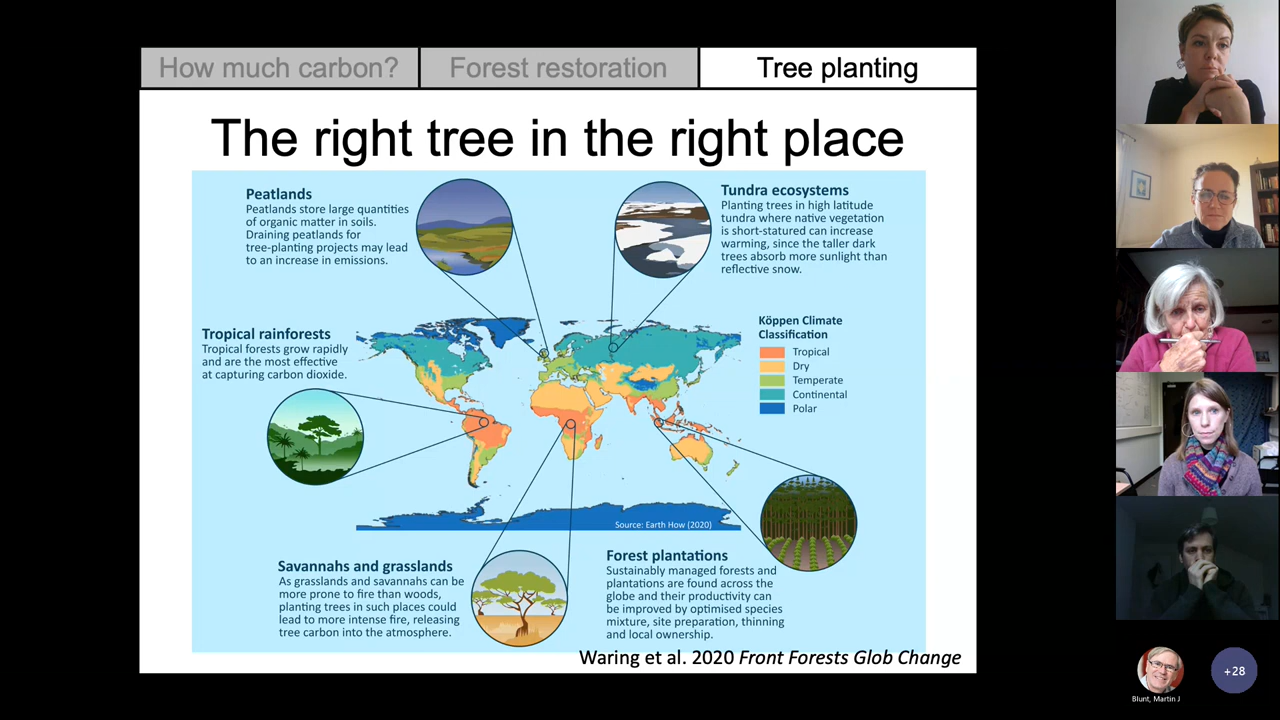 How much carbon?
Forest restoration
Tree planting
The right tree in the right place
Peatlands
Peatlands store large quantities
of organic matter in soils.
Draining peatlands for
tree-planting projects may lead
to an increase in emissions.
Tundra ecosystems
Planting trees in high latitude
tundra where native vegetation
is short-statured can increase
warming, since the taller dark
trees absorb more sunlight than
reflective snow.
Tropical rainforests
Tropical forests grow rapidly
and are the most effective
at capturing carbon dioxide.
Köppen Climate
Classification
Tropical
Dry
Temperate
Continental
Polar
Source: Earth How (2020)
Savannahs and grasslands
As grasslands and savannahs can be
more prone to fire than woods,
planting trees in such places could
lead to more intense fire, releasing
tree carbon into the atmosphere.
Forest plantations
Sustainably managed forests and
plantations are found across the
globe and their productivity can
be improved by optimised species
mixture, site preparation, thinning
and local ownership.
Waring et al. 2020 Front Forests Glob Change
Blunt, Martin J
+28